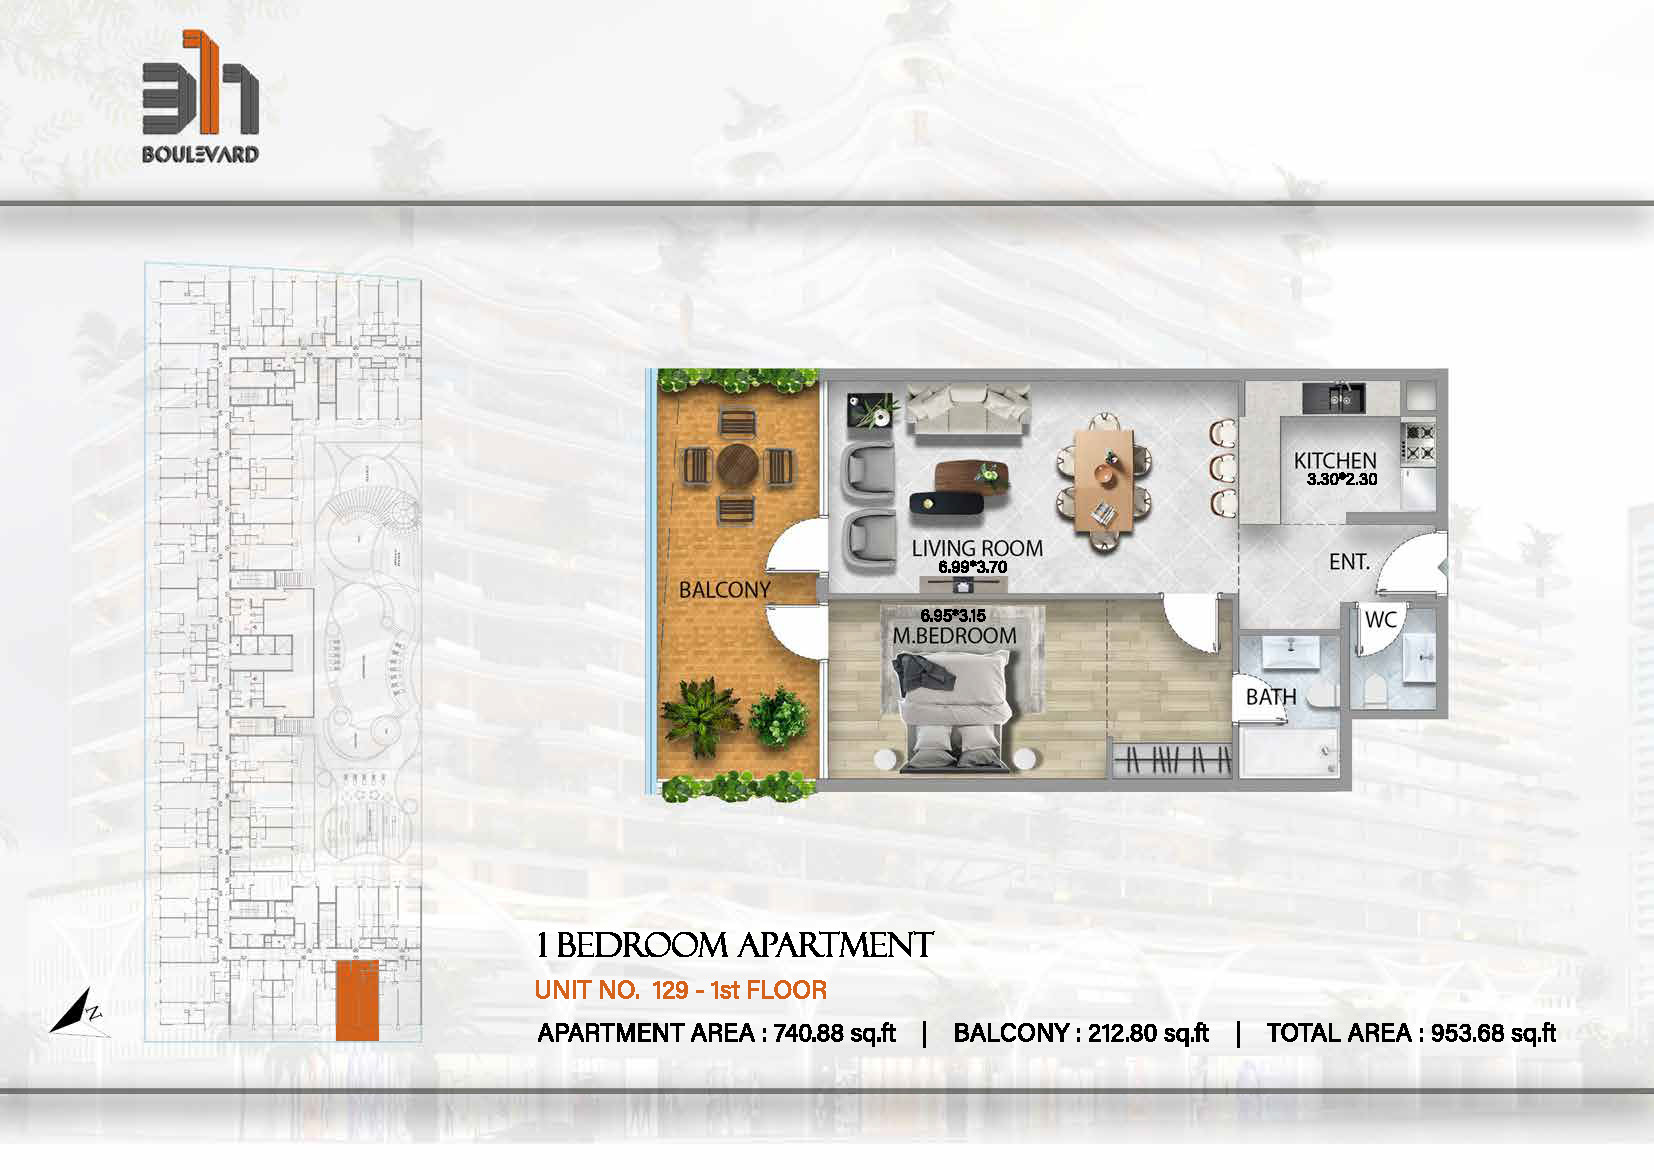 311
BOULEVARD
KITCHEN
3.30*2.30
LIVING ROOM
6.99*3.70
ENT.
BALCONY
6.95*3.15
M.BEDROOM
WC
BATH
1 BEDROOM APARTMENT
UNIT NO. 129 - 1st FLOOR
APARTMENT AREA : 740.88 sq.ft | BALCONY : 212.80 sq.ft | TOTAL AREA : 953.68 sq.ft
Z